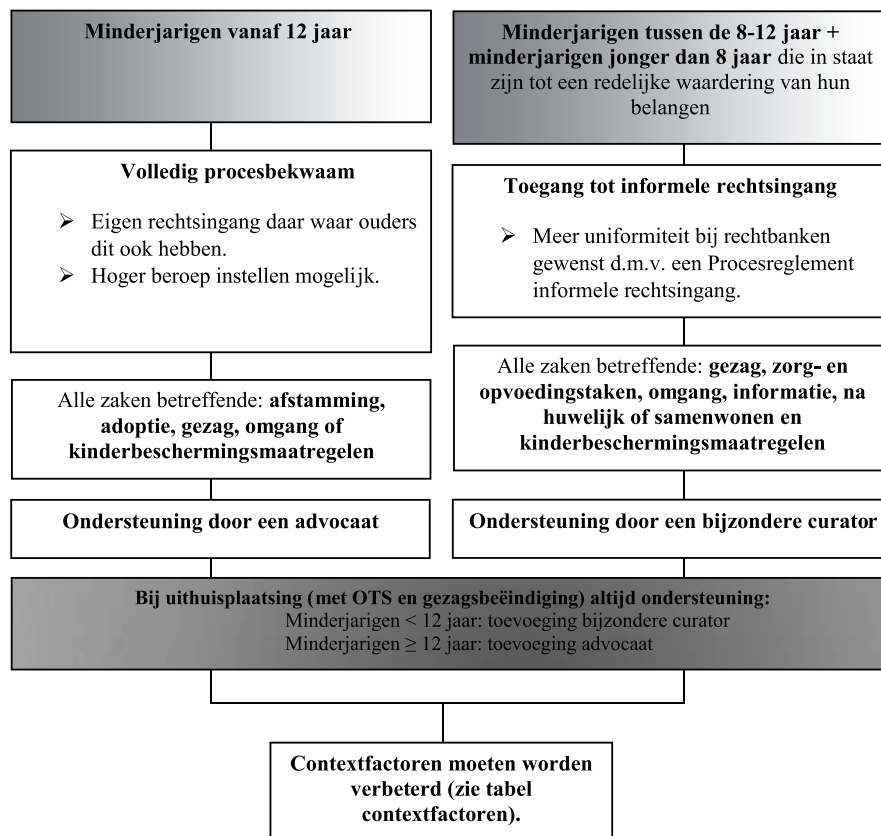 Minderjarigen vanaf 12 jaar
Volledig procesbekwaam
➢ Eigen rechtsingang daar waar ouders
dit ook hebben.
➢ Hoger beroep instellen mogelijk.
Alle zaken betreffende: afstamming,
adoptie, gezag, omgang of
kinderbeschermingsmaatregelen
Ondersteuning door een advocaat
Minderjarigen tussen de 8-12 jaar +
minderjarigen jonger dan 8 jaar die in staat
zijn tot een redelijke waardering van hun
belangen
Toegang tot informele rechtsingang
➢ Meer uniformiteit bij rechtbanken
gewenst d.m.v. een Procesreglement
informele rechtsingang.
Alle zaken betreffende: gezag, zorg- en
opvoedingstaken, omgang, informatie, na
huwelijk of samenwonen en
kinderbeschermingsmaatregelen
Ondersteuning door een bijzondere curator
Bij uithuisplaatsing (met OTS en gezagsbeëindiging) altijd ondersteuning:
Minderjarigen < 12 jaar: toevoeging bijzondere curator
Minderjarigen ≥ 12 jaar: toevoeging advocaat
Contextfactoren moeten worden
verbeterd (zie tabel
contextfactoren).